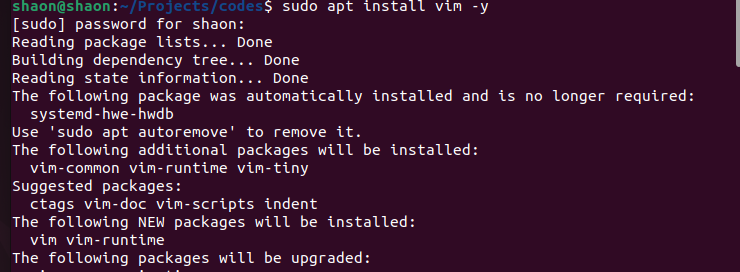 shaon@shaon:~/Projects/codes$ sudo apt install vim -y
[sudo] password for shaon:
Reading package lists... Done
Building dependency tree... Done
Reading state information... Done
The following package was automatically installed and is no longer required:
  systemd-hwe-hwdb
Use 'sudo apt autoremove' to remove it.
The following additional packages will be installed:
  vim-common vim-runtime vim-tiny
Suggested packages:
  ctags vim-doc vim-scripts indent
The following NEW packages will be installed:
  vim vim-runtime
The following packages will be upgraded: